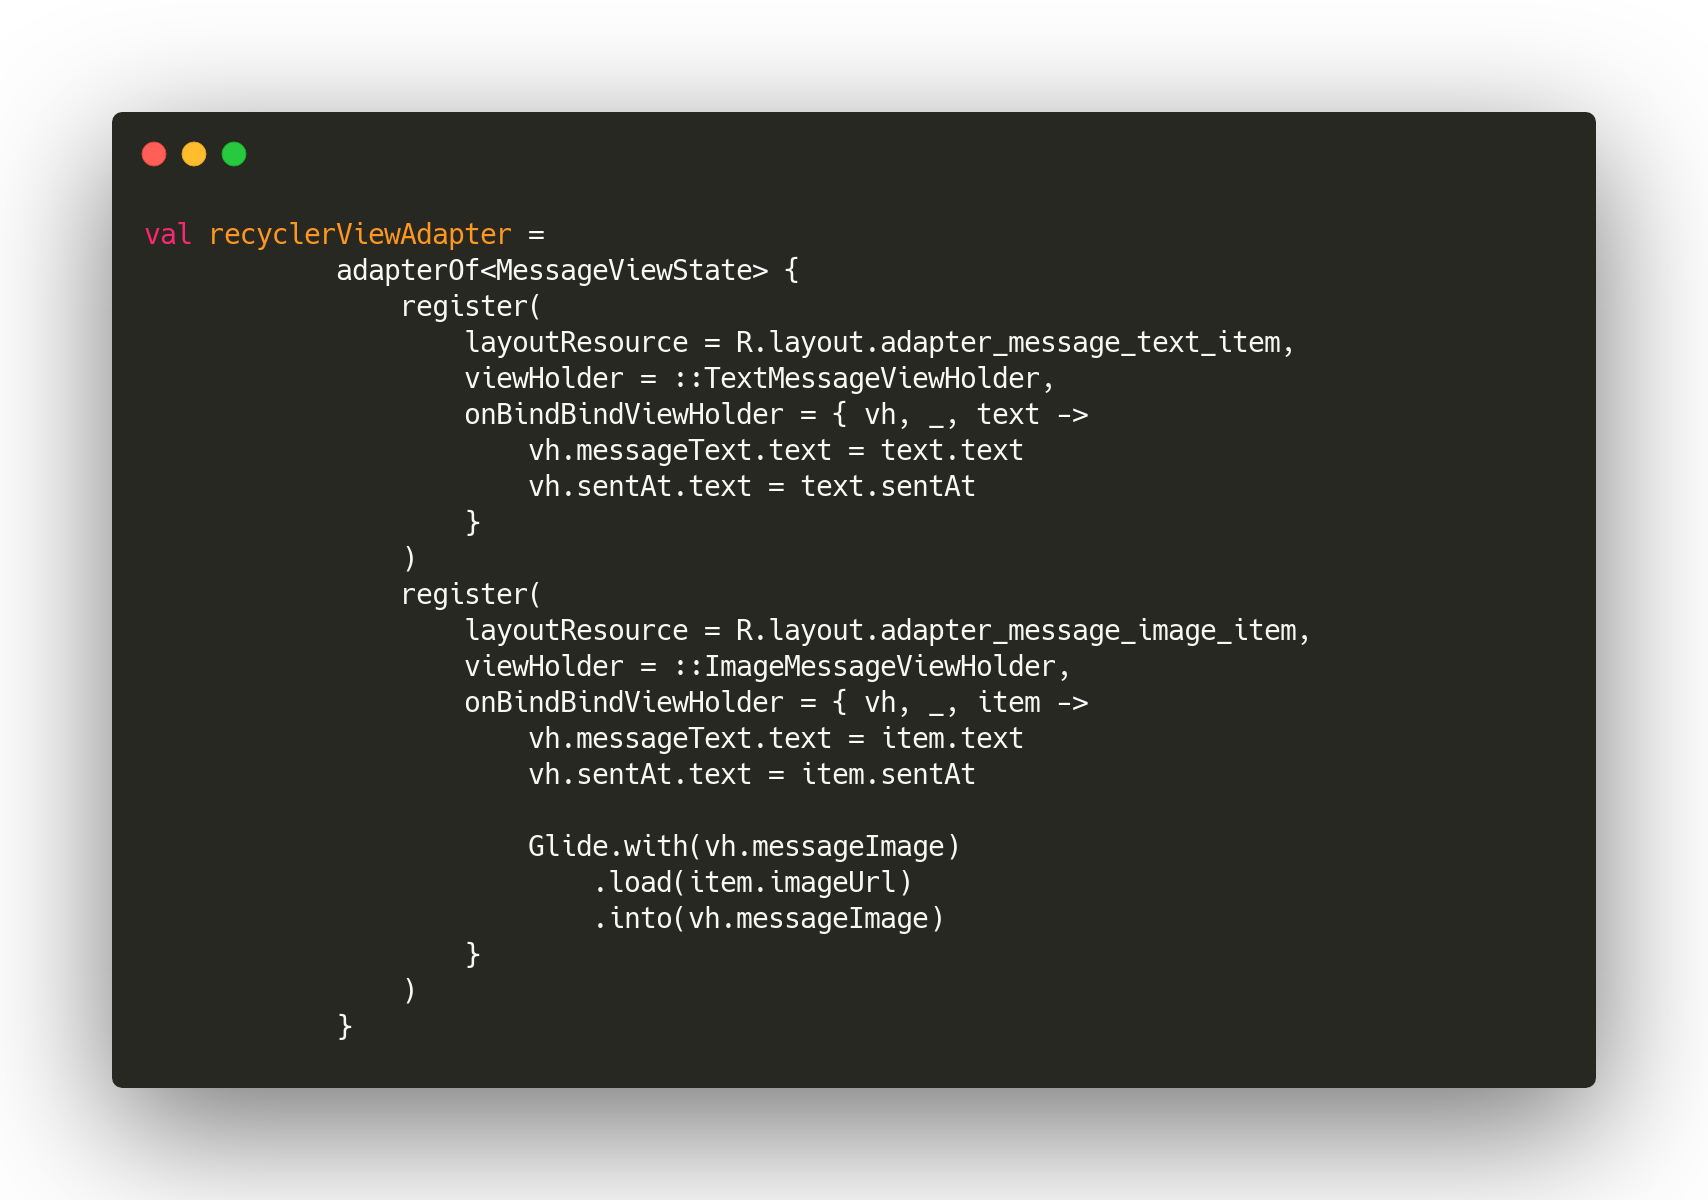 val recyclerViewAdapter =
            adapterOf<MessageViewState> {
                register(
                    layoutResource = R.layout.adapter_message_text_item,
                    viewHolder = ::TextMessageViewHolder,
                    onBindBindViewHolder = { vh, _, text ->
                        vh.messageText.text = text.text
                        vh.sentAt.text = text.sentAt
                    }
                )
                register(
                    layoutResource = R.layout.adapter_message_image_item,
                    viewHolder = ::ImageMessageViewHolder,
                    onBindBindViewHolder = { vh, _, item ->
                        vh.messageText.text = item.text
                        vh.sentAt.text = item.sentAt

                        Glide.with(vh.messageImage)
                            .load(item.imageUrl)
                            .into(vh.messageImage)
                    }
                )
            }